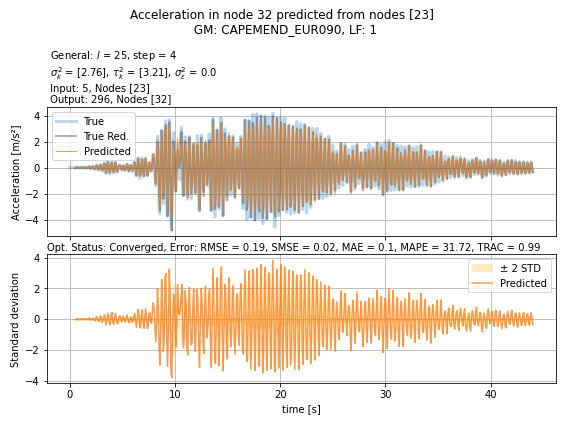 Acceleration in node 32 predicted from nodes [23]
GM: CAPEMEND_EUR090, LF: 1
General: l = 25, step = 4
σ²ₖ = [2.76], τ²ₖ = [3.21], σ²ᵣ = 0.0
Input: 5, Nodes [23]
Output: 296, Nodes [32]
True
True Red.
Predicted
Acceleration [m/s²]
4
2
0
−2
−4
Opt. Status: Converged, Error: RMSE = 0.19, SMSE = 0.02, MAE = 0.1, MAPE = 31.72, TRAC = 0.99
± 2 STD
Predicted
Standard deviation
4
2
0
−2
−4
0 10 20 30 40
time [s]